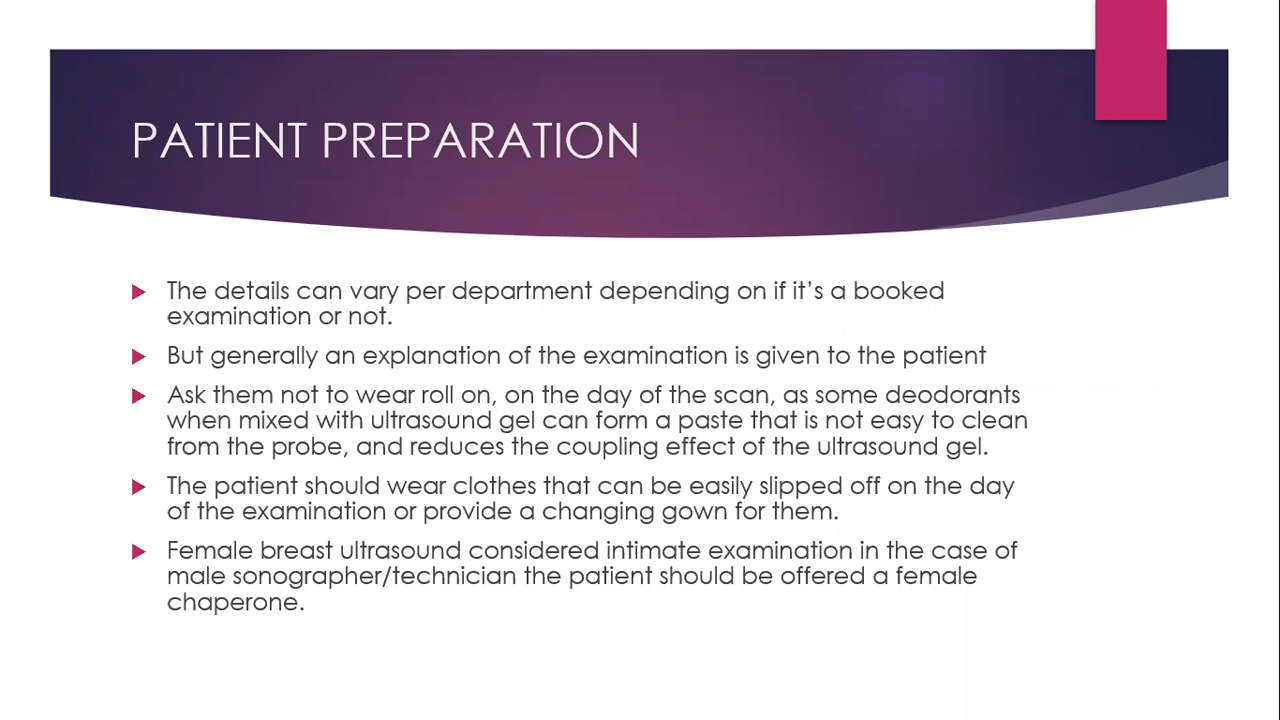 PATIENT PREPARATION
The details can vary per department depending on if it’s a booked
examination or not.
But generally an explanation of the examination is given to the patient
Ask them not to wear roll on, on the day of the scan, as some deodorants
when mixed with ultrasound gel can form a paste that is not easy to clean
from the probe, and reduces the coupling effect of the ultrasound gel.
The patient should wear clothes that can be easily slipped off on the day
of the examination or provide a changing gown for them.
Female breast ultrasound considered intimate examination in the case of
male sonographer/technician the patient should be offered a female
chaperone.